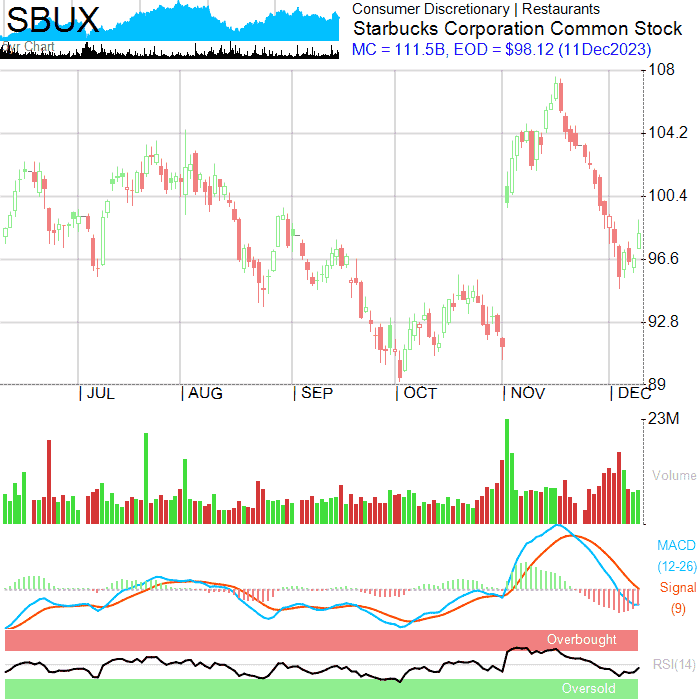 SBUX
Our Chart
Consumer Discretionary | Restaurants
Starbucks Corporation Common Stock
MC = 111.5B, EOD = $98.12 (11Dec2023)
108
104.2
100.4
96.6
92.8
89
| JUL | AUG | SEP | OCT | NOV | DEC
23M
Volume
MACD
(12-26)
Signal
(9)
Overbought
RSI(14)
Oversold